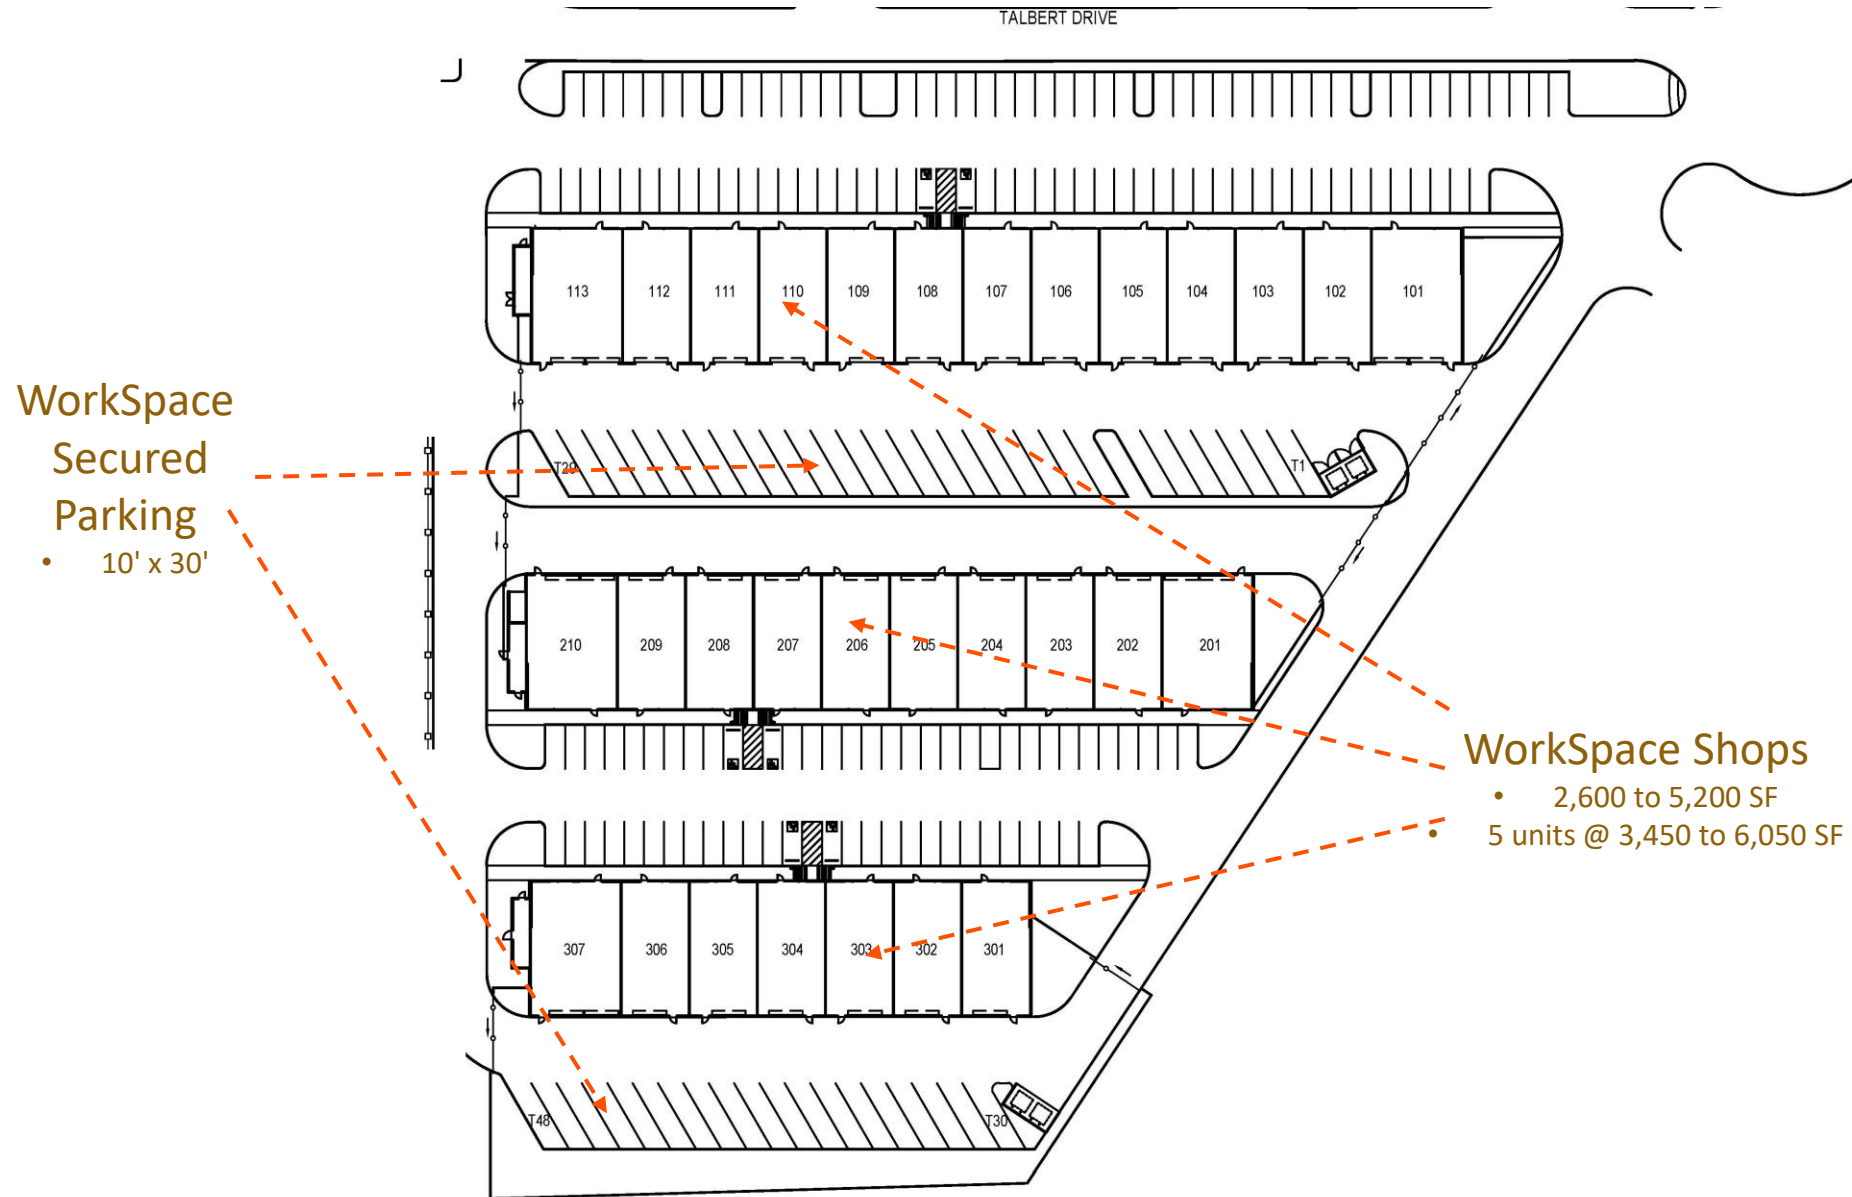 TALBERT DRIVE
113 112 111 110 109 108 107 106 105 104 103 102 101
WorkSpace
Secured
Parking
• 10' x 30'
T29 T1
210 209 208 207 206 205 204 203 202 201
WorkSpace Shops
• 2,600 to 5,200 SF
• 5 units @ 3,450 to 6,050 SF
307 306 305 304 303 302 301
T48 T30